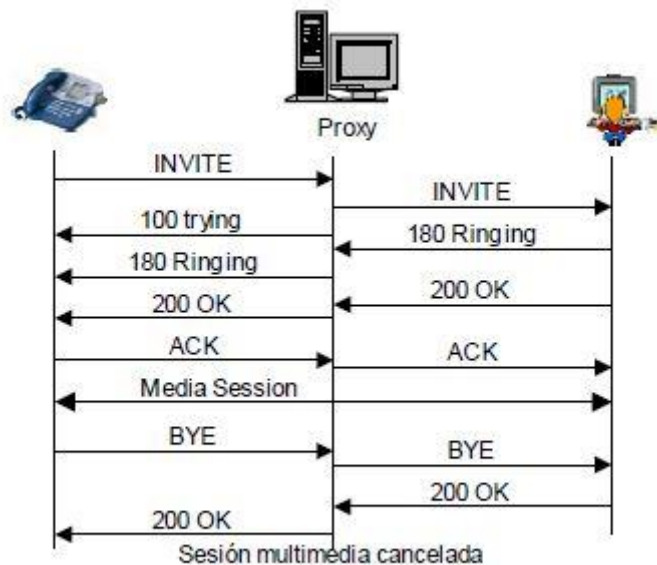 Proxy
INVITE
INVITE
100 trying
180 Ringing
180 Ringing
200 OK
200 OK
ACK
ACK
Media Session
BYE
BYE
200 OK
200 OK
Sesión multimedia cancelada